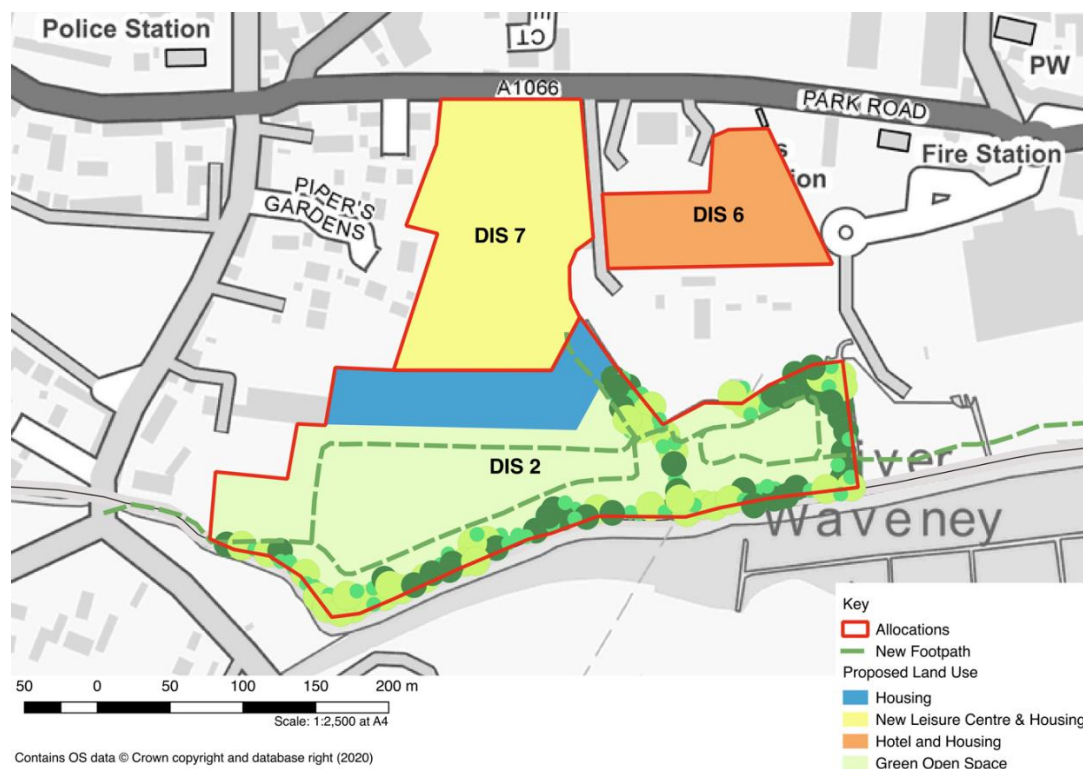 Police Station
CT
PW
A1066
PARK ROAD
Fire Station
PIPER'S
GARDENS
DIS 7
DIS 6
DIS 2
Waveney
Key
Allocations
New Footpath
Proposed Land Use
Housing
New Leisure Centre & Housing
Hotel and Housing
Green Open Space
50 0 50 100 150 200 m
Scale: 1:2,500 at A4
Contains OS data © Crown copyright and database right (2020)